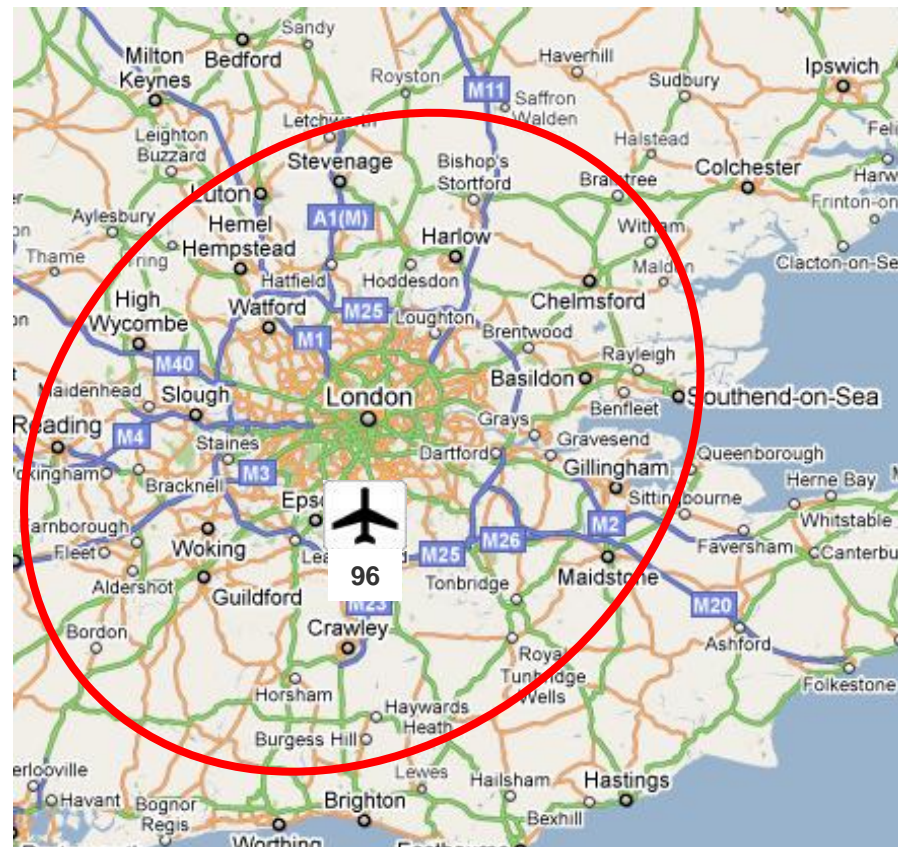 Sandy
Milton
Keynes
Bedford
Haverhill
Ipswich
Royston
Sudbury
M11
Saffron
Walden
Letchworth
Leighton
Buzzard
Halstead
Stevenage
Bishop's
Stortford
Colchester
Braintree
Luton
Aylesbury
A1(M)
Hemel
Hempstead
Witham
Thame
Tring
Harlow
Hatfield
Hoddesdon
Clacton-on-Se
Chelmsford
High
Wycombe
Watford
M25
Loughton
M1
Brentwood
M40
Rayleigh
Maidenhead
Slough
London
Basildon
Benfleet
Southend-on-Sea
Reading
M4
Staines
Grays
Gravesend
Dartford
Queenborough
okingham
Bracknell
M3
Gillingham
Herne Bay
Sittingbourne
Whitstable
arnborough
Fleet
Woking
M25
M26
M2
Faversham
Canterbu
96
Aldershot
Guildford
Tonbridge
Maidstone
M23
M20
Bordon
Crawley
Ashford
Royal
Tunbridge
Wells
Folkestone
Horsham
Haywards
Heath
Burgess Hill
erlooville
Havant
Bognor
Regis
Lewes
Hailsham
Hastings
Brighton
Bexhill
Worthing